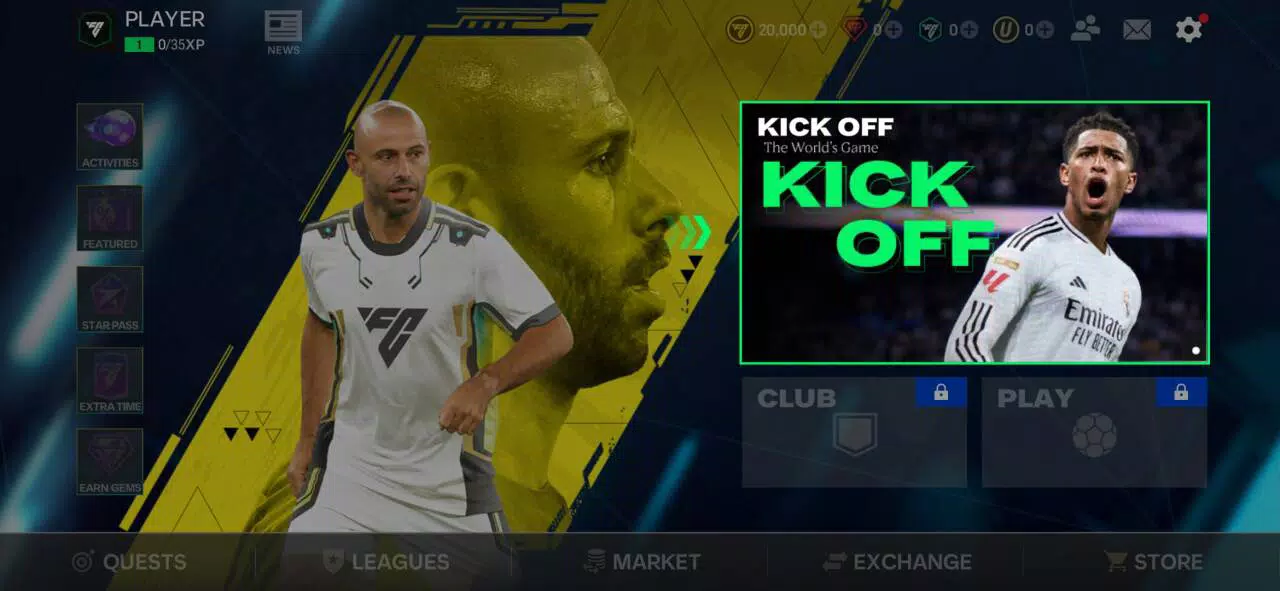 PLAYER
1 0/35XP
NEWS
20,000
0
0
0
ACTIVITIES
FEATURED
STAR PASS
EXTRA TIME
EARN GEMS
FC
KICK OFF
The World's Game
KICK
OFF
Emirates
FLY BETTER
CLUB
PLAY
QUESTS
LEAGUES
MARKET
EXCHANGE
STORE